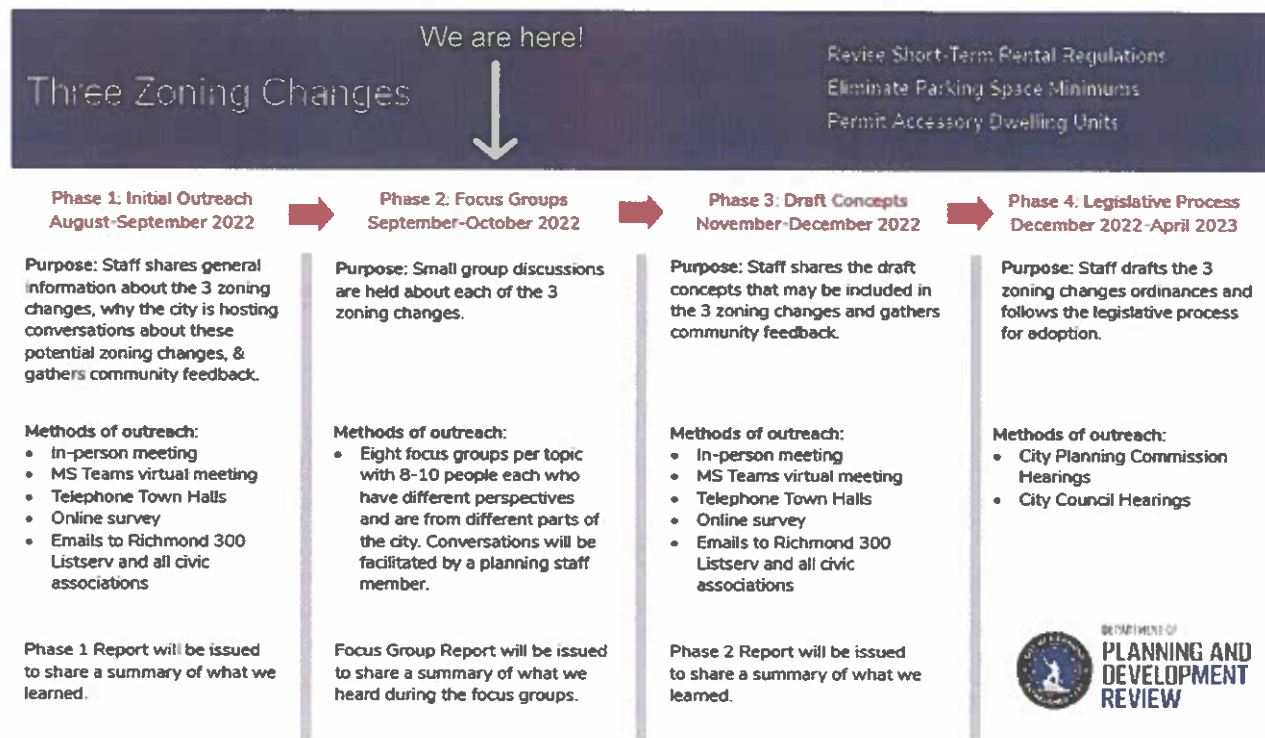 We are here!
Three Zoning Changes
Revise Short-Term Rental Regulations
Eliminate Parking Space Minimums
Permit Accessory Dwelling Units
Phase 1: Initial Outreach
August-September 2022
Purpose: Staff shares general
information about the 3 zoning
changes, why the city is hosting
conversations about these
potential zoning changes, &
gathers community feedback.
Methods of outreach:
• In-person meeting
• MS Teams virtual meeting
• Telephone Town Halls
• Online survey
• Emails to Richmond 300
Listserv and all civic
associations
Phase 1 Report will be issued
to share a summary of what we
learned.
Phase 2: Focus Groups
September-October 2022
Purpose: Small group discussions
are held about each of the 3
zoning changes.
Methods of outreach:
• Eight focus groups per topic
with 8-10 people each who
have different perspectives
and are from different parts of
the city. Conversations will be
facilitated by a planning staff
member.
Focus Group Report will be issued
to share a summary of what we
heard during the focus groups.
Phase 3: Draft Concepts
November-December 2022
Purpose: Staff shares the draft
concepts that may be included in
the 3 zoning changes and gathers
community feedback.
Methods of outreach:
• In-person meeting
• MS Teams virtual meeting
• Telephone Town Halls
• Online survey
• Emails to Richmond 300
Listserv and all civic
associations
Phase 2 Report will be issued
to share a summary of what we
learned.
Phase 4: Legislative Process
December 2022-April 2023
Purpose: Staff drafts the 3
zoning changes ordinances and
follows the legislative process
for adoption.
Methods of outreach:
• City Planning Commission
Hearings
• City Council Hearings
DEPARTMENT OF
PLANNING AND
DEVELOPMENT
REVIEW